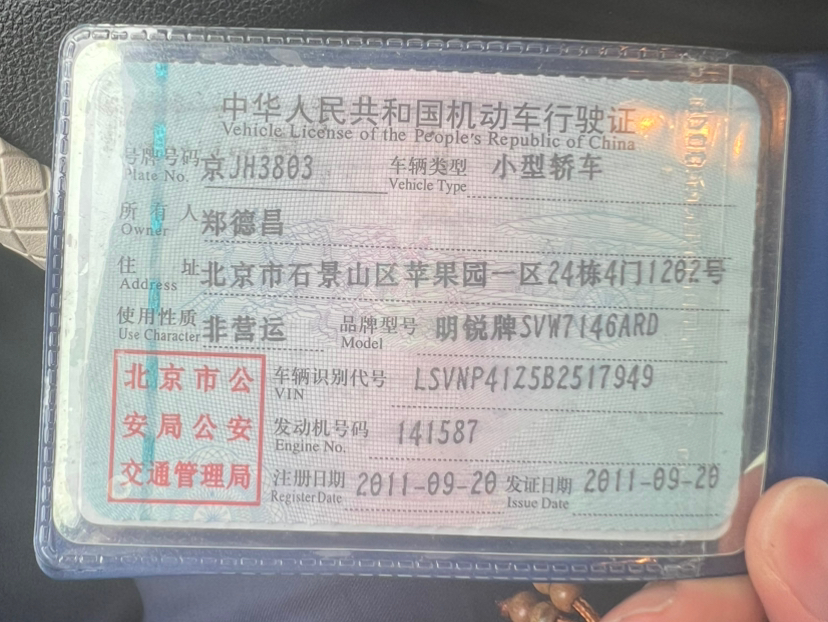 中华人民共和国机动车行驶证
Vehicle License of the People's Republic of China
号牌号码 京JH3803 车辆类型 小型轿车
Plate No. Vehicle Type
所有人 郑德昌
Owner
住址 北京市石景山区苹果园一区24栋4门1202号
Address
使用性质 非营运 品牌型号 明锐牌SVW7146ARD
Use Character Model
北京市公安局公安交通管理局
车辆识别代号 LSVNP41Z5B2517949
VIN
发动机号码 141587
Engine No.
注册日期 2011-09-20 发证日期 2011-09-20
Register Date Issue Date